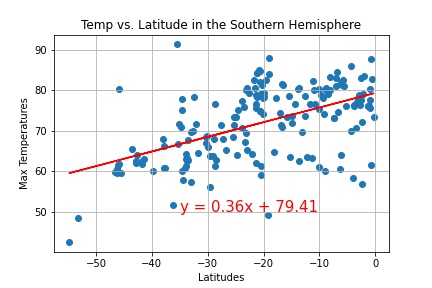 Temp vs. Latitude in the Southern Hemisphere
Max Temperatures
90
80
70
60
50
y = 0.36x + 79.41
−50
−40
−30
−20
−10
0
Latitudes